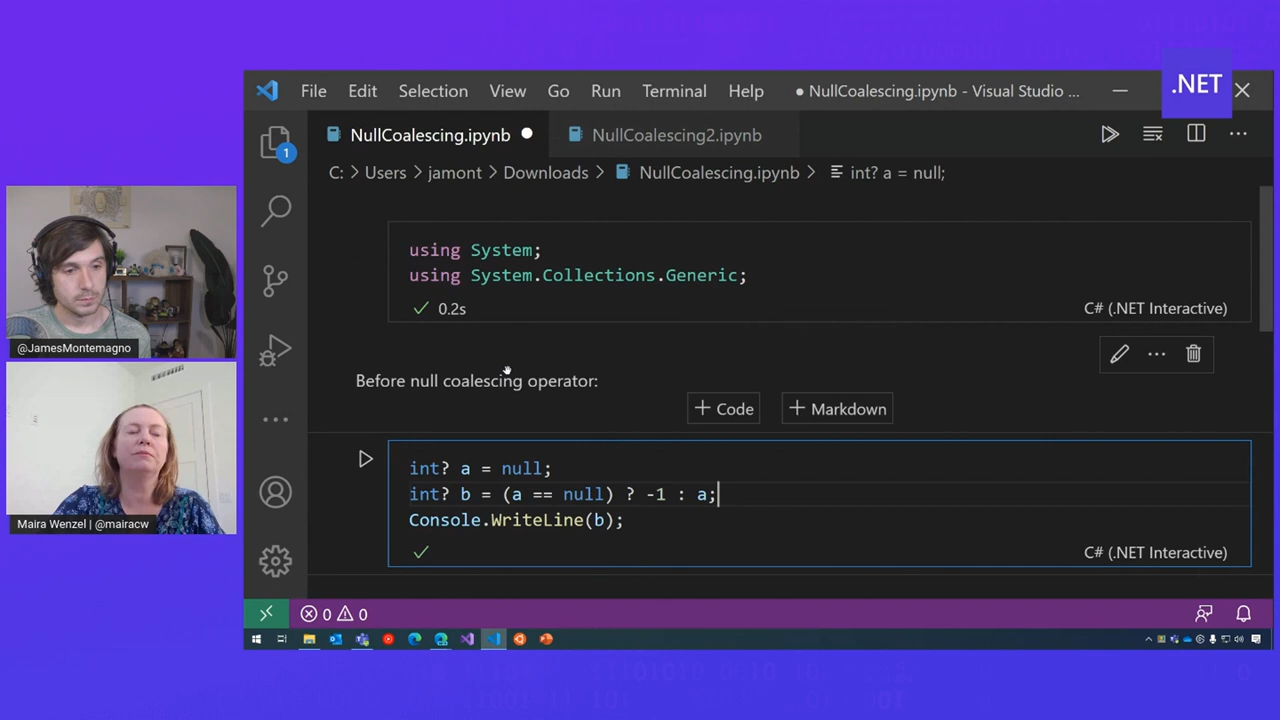 .NET
File Edit Selection View Go Run Terminal Help ● NullCoalescing.ipynb - Visual Studio ...
NullCoalescing.ipynb ● NullCoalescing2.ipynb
C: > Users > jamont > Downloads > NullCoalescing.ipynb > int? a = null;
1
using System;
using System.Collections.Generic;
0.2s C# (.NET Interactive)
@JamesMontemagno
Before null coalescing operator:
+ Code + Markdown
int? a = null;
int? b = (a == null) ? -1 : a;
Console.WriteLine(b);
Maira Wenzel | @mairacw
C# (.NET Interactive)
0 0